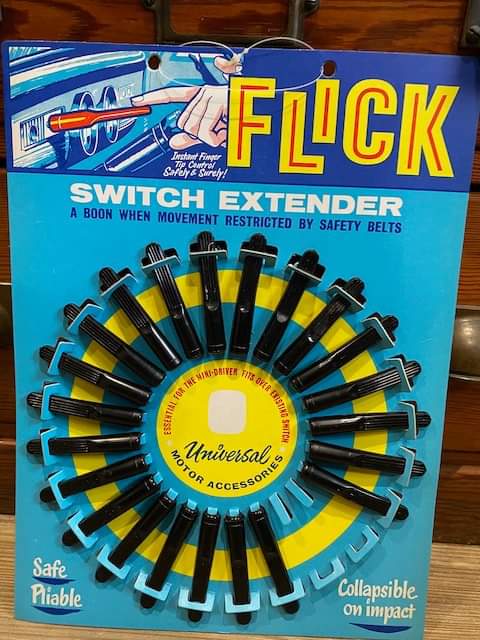 FLICK
Instant Finger
Tip Control
Safely & Surely!
SWITCH EXTENDER
A BOON WHEN MOVEMENT RESTRICTED BY SAFETY BELTS
ESSENTIAL FOR THE MINI-DRIVER. FITS OVER EXISTING SWITCH
Universal
MOTOR ACCESSORIES
Safe
Pliable
Collapsible
on impact